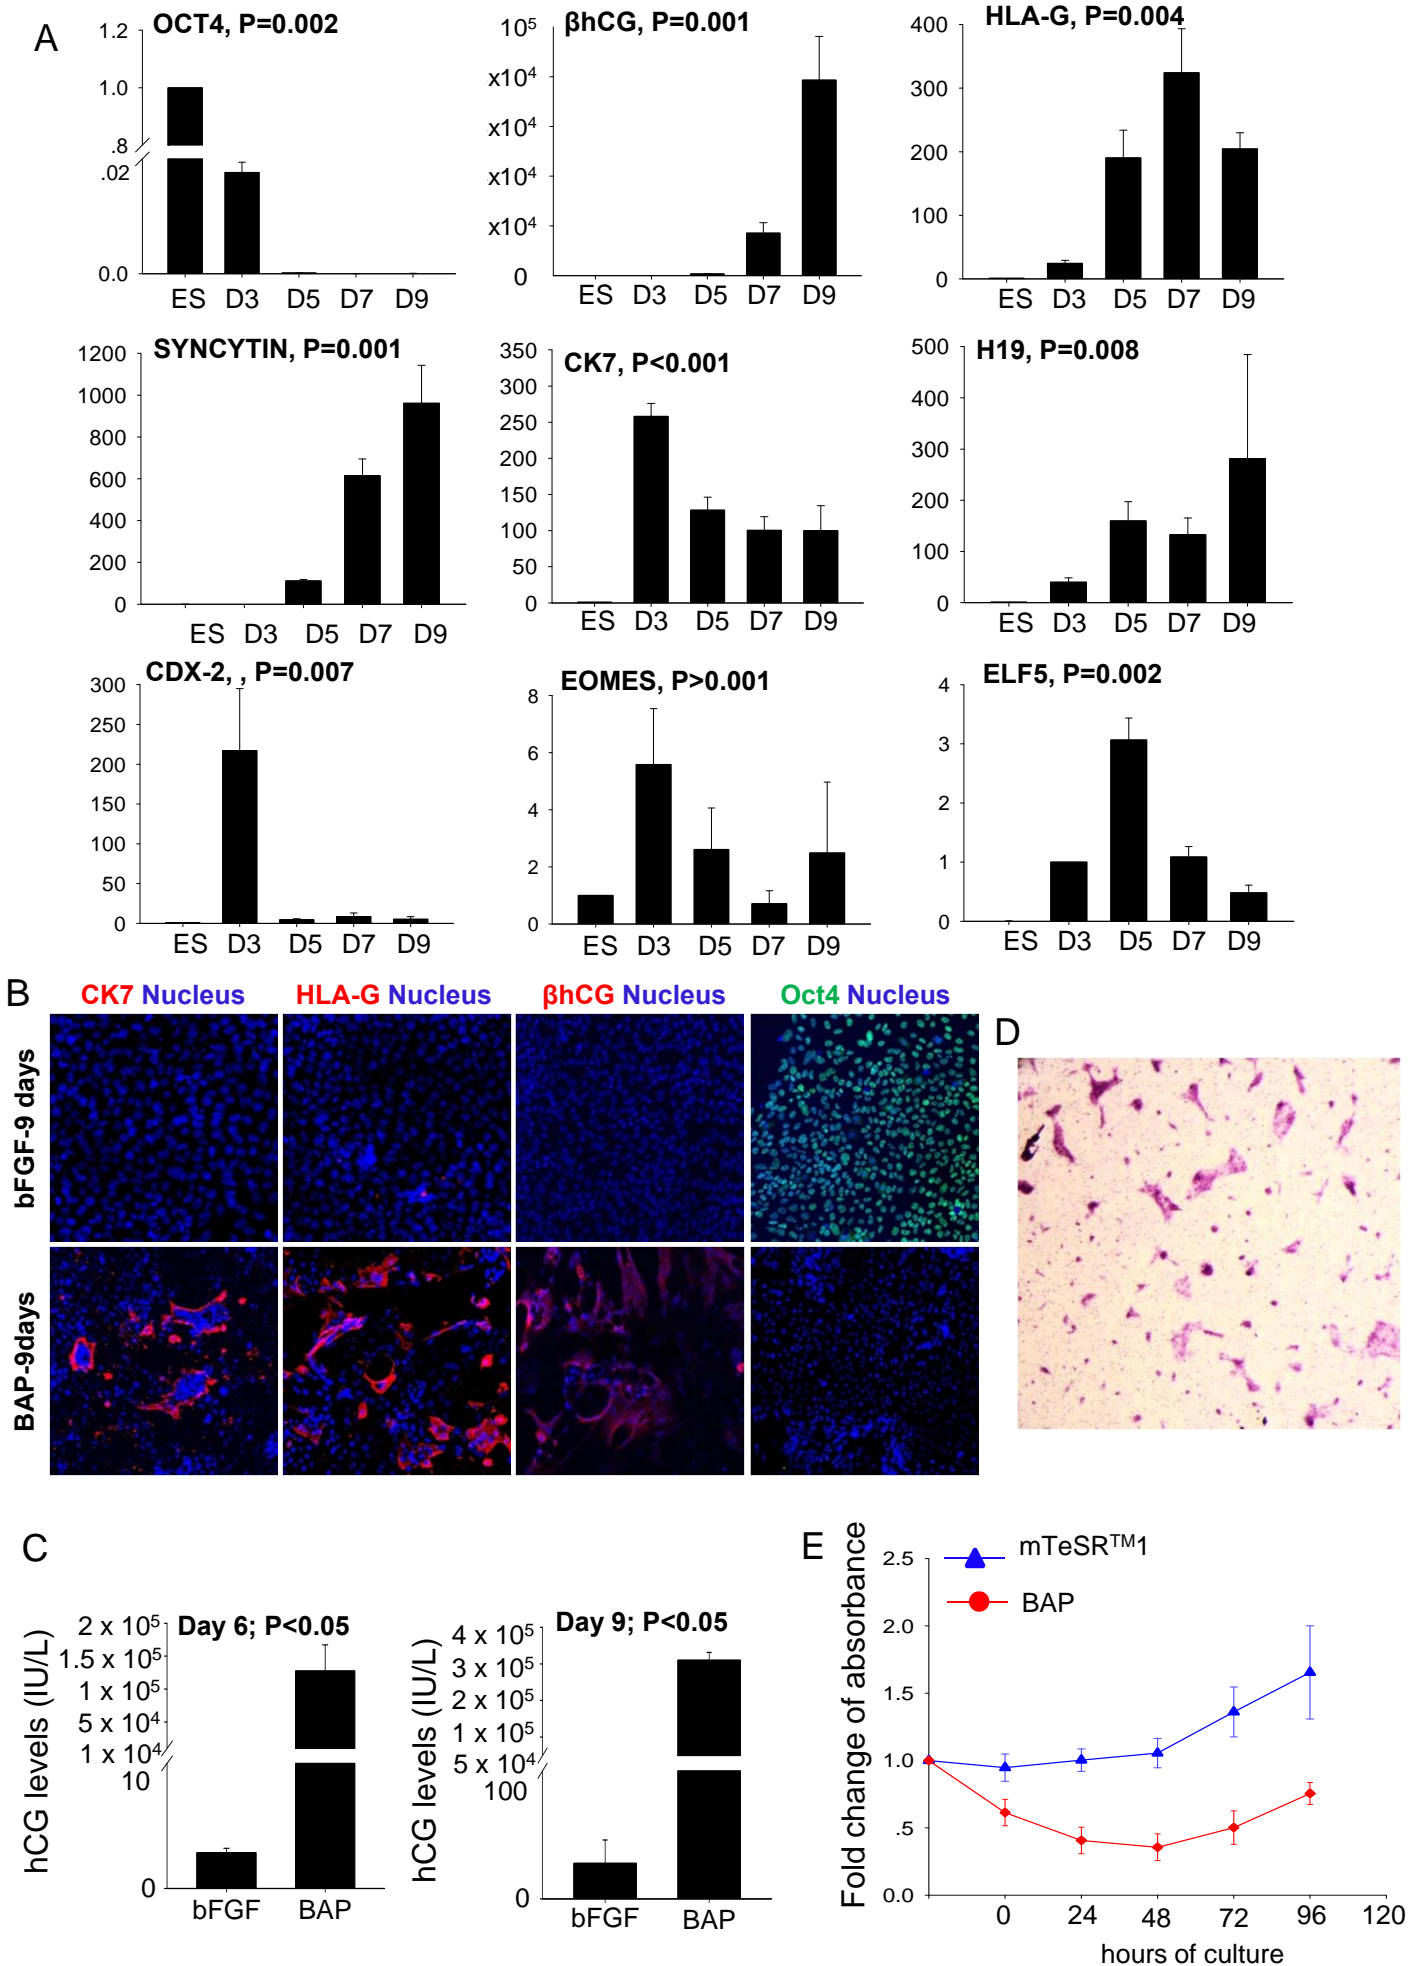 A
OCT4, P=0.002
1.2
1.0
.8
.02
0.0
ES D3 D5 D7 D9
βhCG, P=0.001
10⁵
x10⁴
x10⁴
x10⁴
x10⁴
0
ES D3 D5 D7 D9
HLA-G, P=0.004
400
300
200
100
0
ES D3 D5 D7 D9
SYNCYTIN, P=0.001
1200
1000
800
600
400
200
0
ES D3 D5 D7 D9
CK7, P<0.001
350
300
250
200
150
100
50
0
ES D3 D5 D7 D9
H19, P=0.008
500
400
300
200
100
0
ES D3 D5 D7 D9
CDX-2, , P=0.007
300
250
200
150
100
50
0
ES D3 D5 D7 D9
EOMES, P>0.001
8
6
4
2
0
ES D3 D5 D7 D9
ELF5, P=0.002
4
3
2
1
0
ES D3 D5 D7 D9
B
CK7 Nucleus
HLA-G Nucleus
βhCG Nucleus
Oct4 Nucleus
bFGF-9 days
BAP-9days
D
C
hCG levels (IU/L)
Day 6; P<0.05
2 x 10⁵
1.5 x 10⁵
1 x 10⁵
5 x 10⁴
1 x 10⁴
10
0
bFGF BAP
hCG levels (IU/L)
Day 9; P<0.05
4 x 10⁵
3 x 10⁵
2 x 10⁵
1 x 10⁵
5 x 10⁴
100
0
bFGF BAP
E
Fold change of absorbance
mTeSR™1
BAP
2.5
2.0
1.5
1.0
.5
0.0
0 24 48 72 96 120
hours of culture